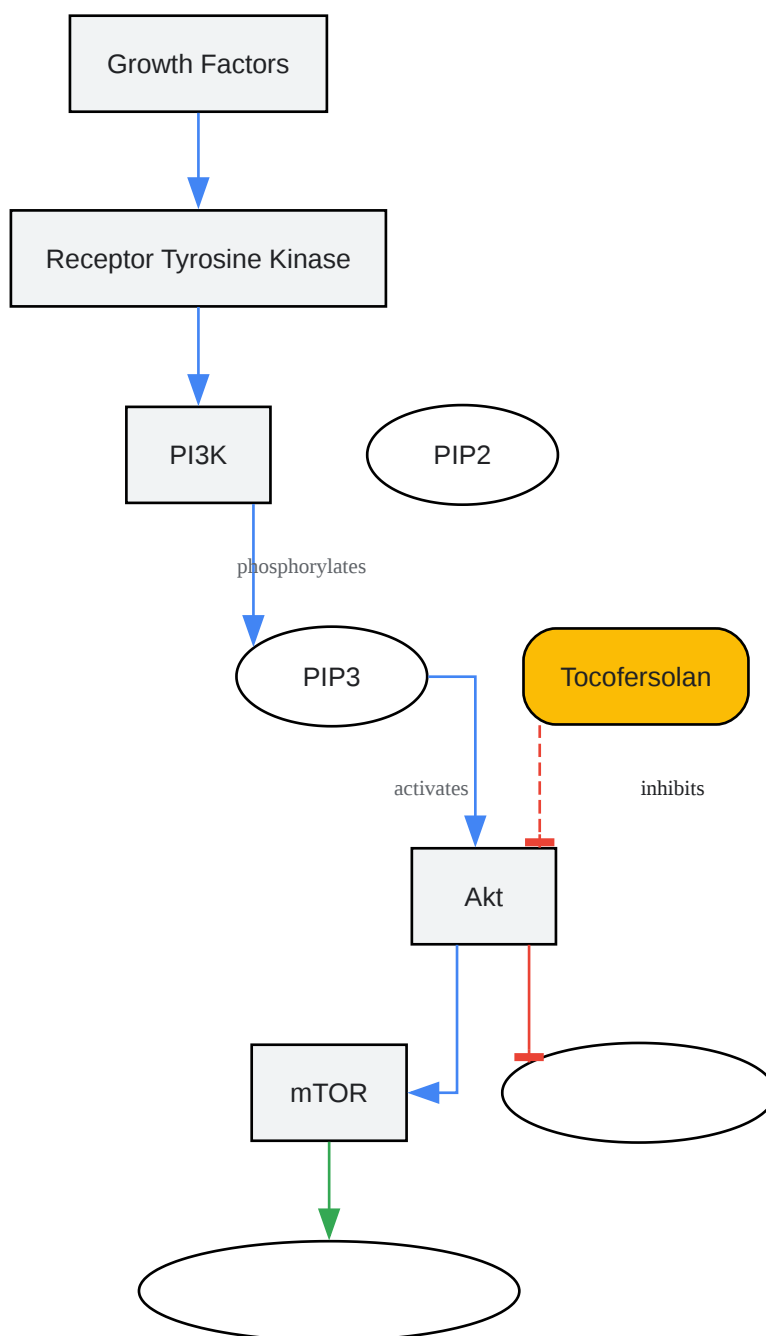 Growth Factors
Receptor Tyrosine Kinase
PI3K
PIP2
phosphorylates
PIP3
Tocofersolan
activates
inhibits
Akt
mTOR